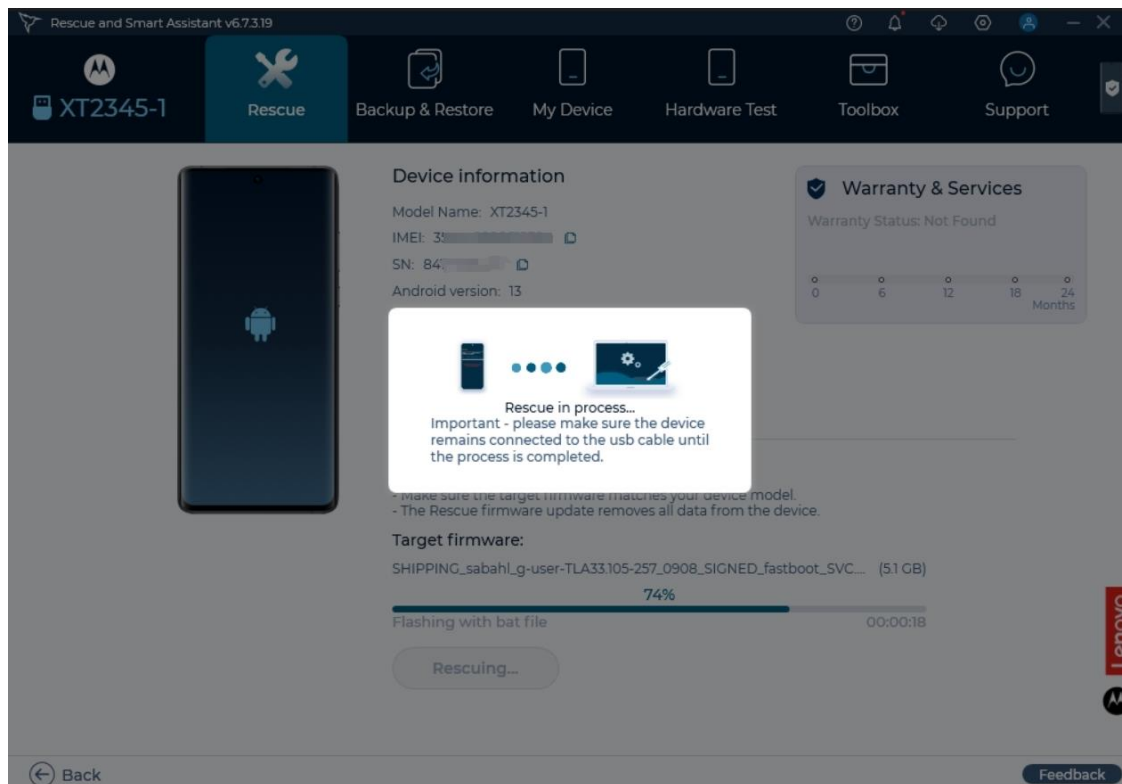 Rescue and Smart Assistant v6.7.3.19
XT2345-1
Rescue
Backup & Restore
My Device
Hardware Test
Toolbox
Support
Device information
Model Name: XT2345-1
IMEI: 3
SN: 84
Android version: 13
Warranty & Services
Warranty Status: Not Found
0 6 12 18 24
Months
Rescue in process...
Important - please make sure the device
remains connected to the usb cable until
the process is completed.
- Make sure the target firmware matches your device model.
- The Rescue firmware update removes all data from the device.
Target firmware:
SHIPPING_sabahl_g-user-TLA33.105-257_0908_SIGNED_fastboot_SVC... (5.1 GB)
74%
Flashing with bat file 00:00:18
Rescuing...
Lenovo
Back
Feedback